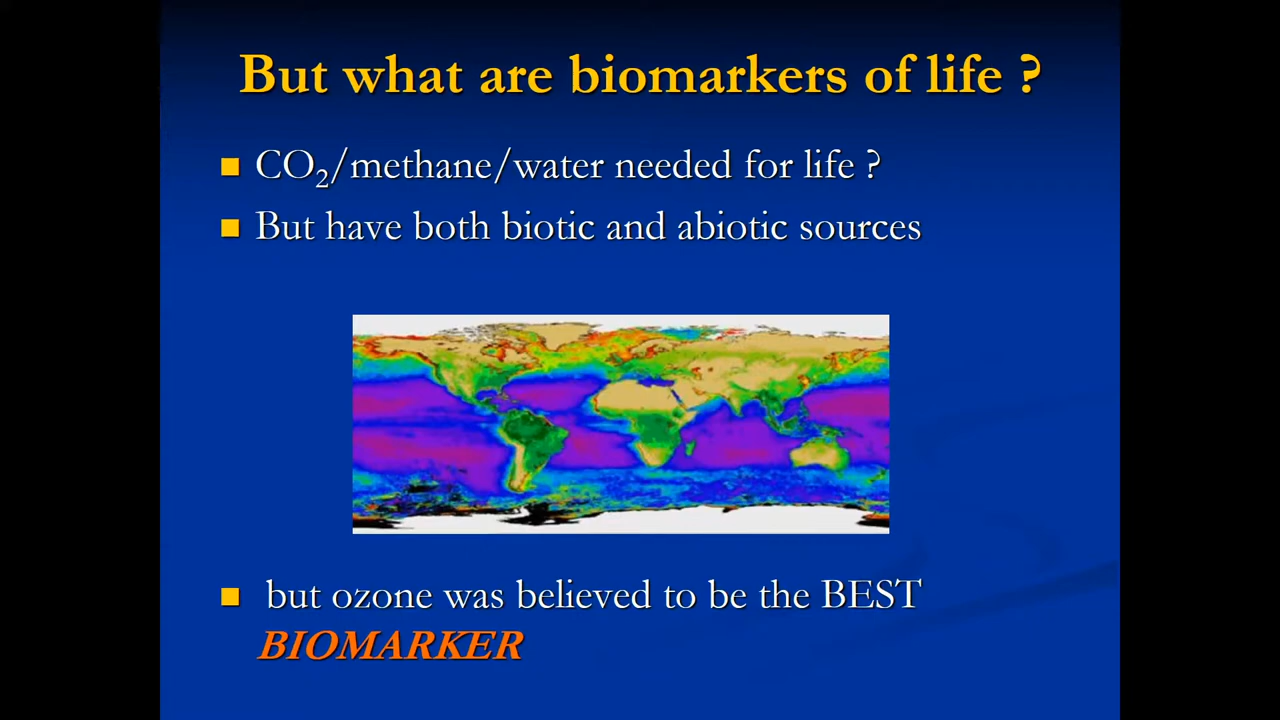 But what are biomarkers of life ?
CO₂/methane/water needed for life ?
But have both biotic and abiotic sources
but ozone was believed to be the BEST
BIOMARKER